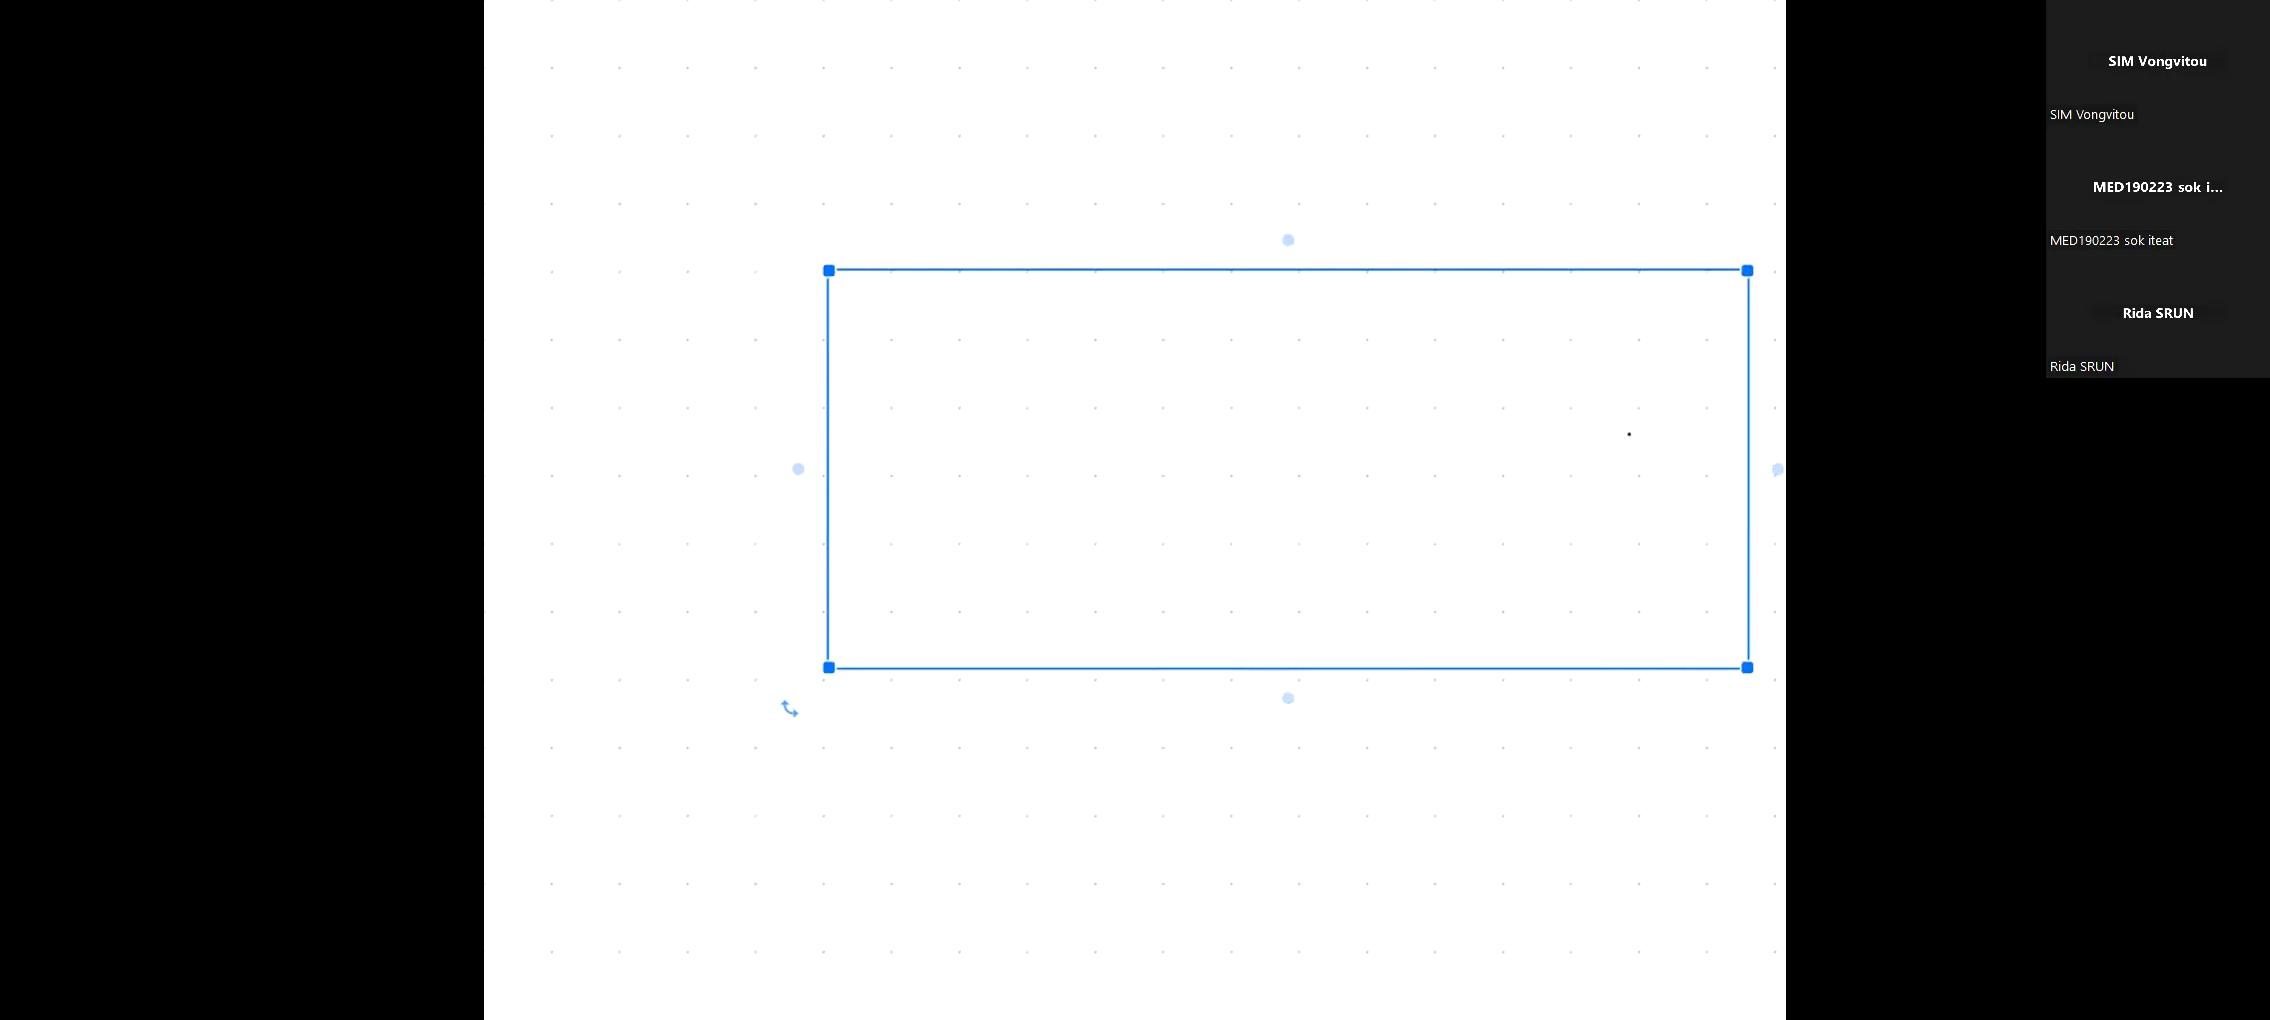 SIM Vongvitou
SIM Vongvitou
MED190223 sok i...
MED190223 sok iteat
Rida SRUN
Rida SRUN